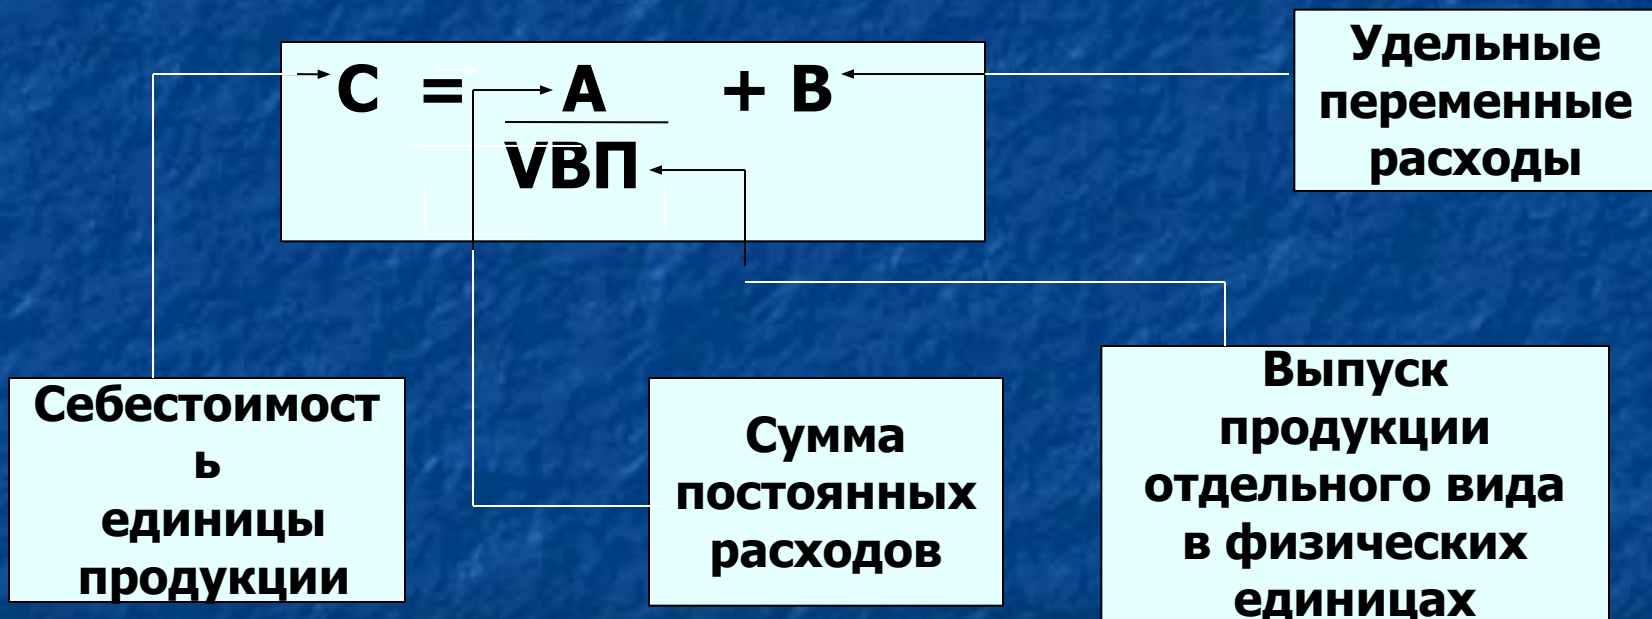 С = А + В
VВП
Удельные
переменные
расходы
Себестоимост
ь
единицы
продукции
Сумма
постоянных
расходов
Выпуск
продукции
отдельного вида
в физических
единицах